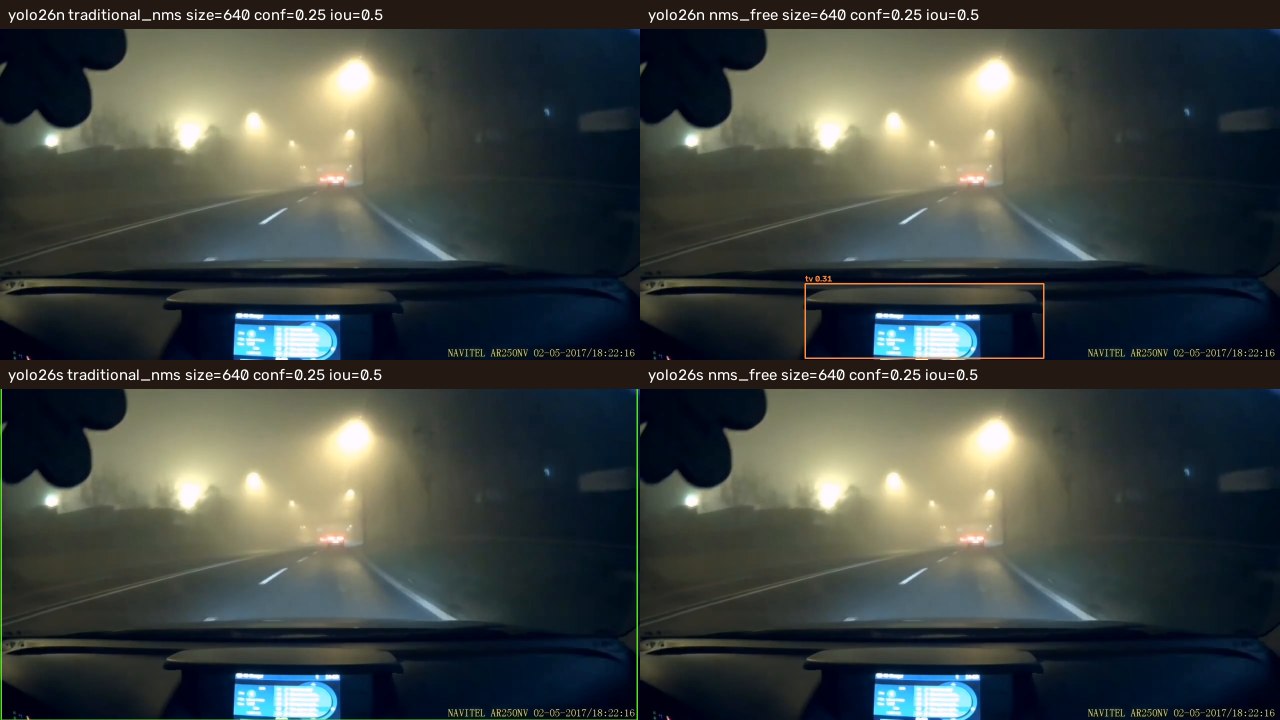 yolo26n traditional_nms size=640 conf=0.25 iou=0.5
yolo26n nms_free size=640 conf=0.25 iou=0.5
tv 0.31
NAVITEL AR250NV 02-05-2017/18:22:16
NAVITEL AR250NV 02-05-2017/18:22:16
yolo26s traditional_nms size=640 conf=0.25 iou=0.5
yolo26s nms_free size=640 conf=0.25 iou=0.5
NAVITEL AR250NV 02-05-2017/18:22:16
NAVITEL AR250NV 02-05-2017/18:22:16